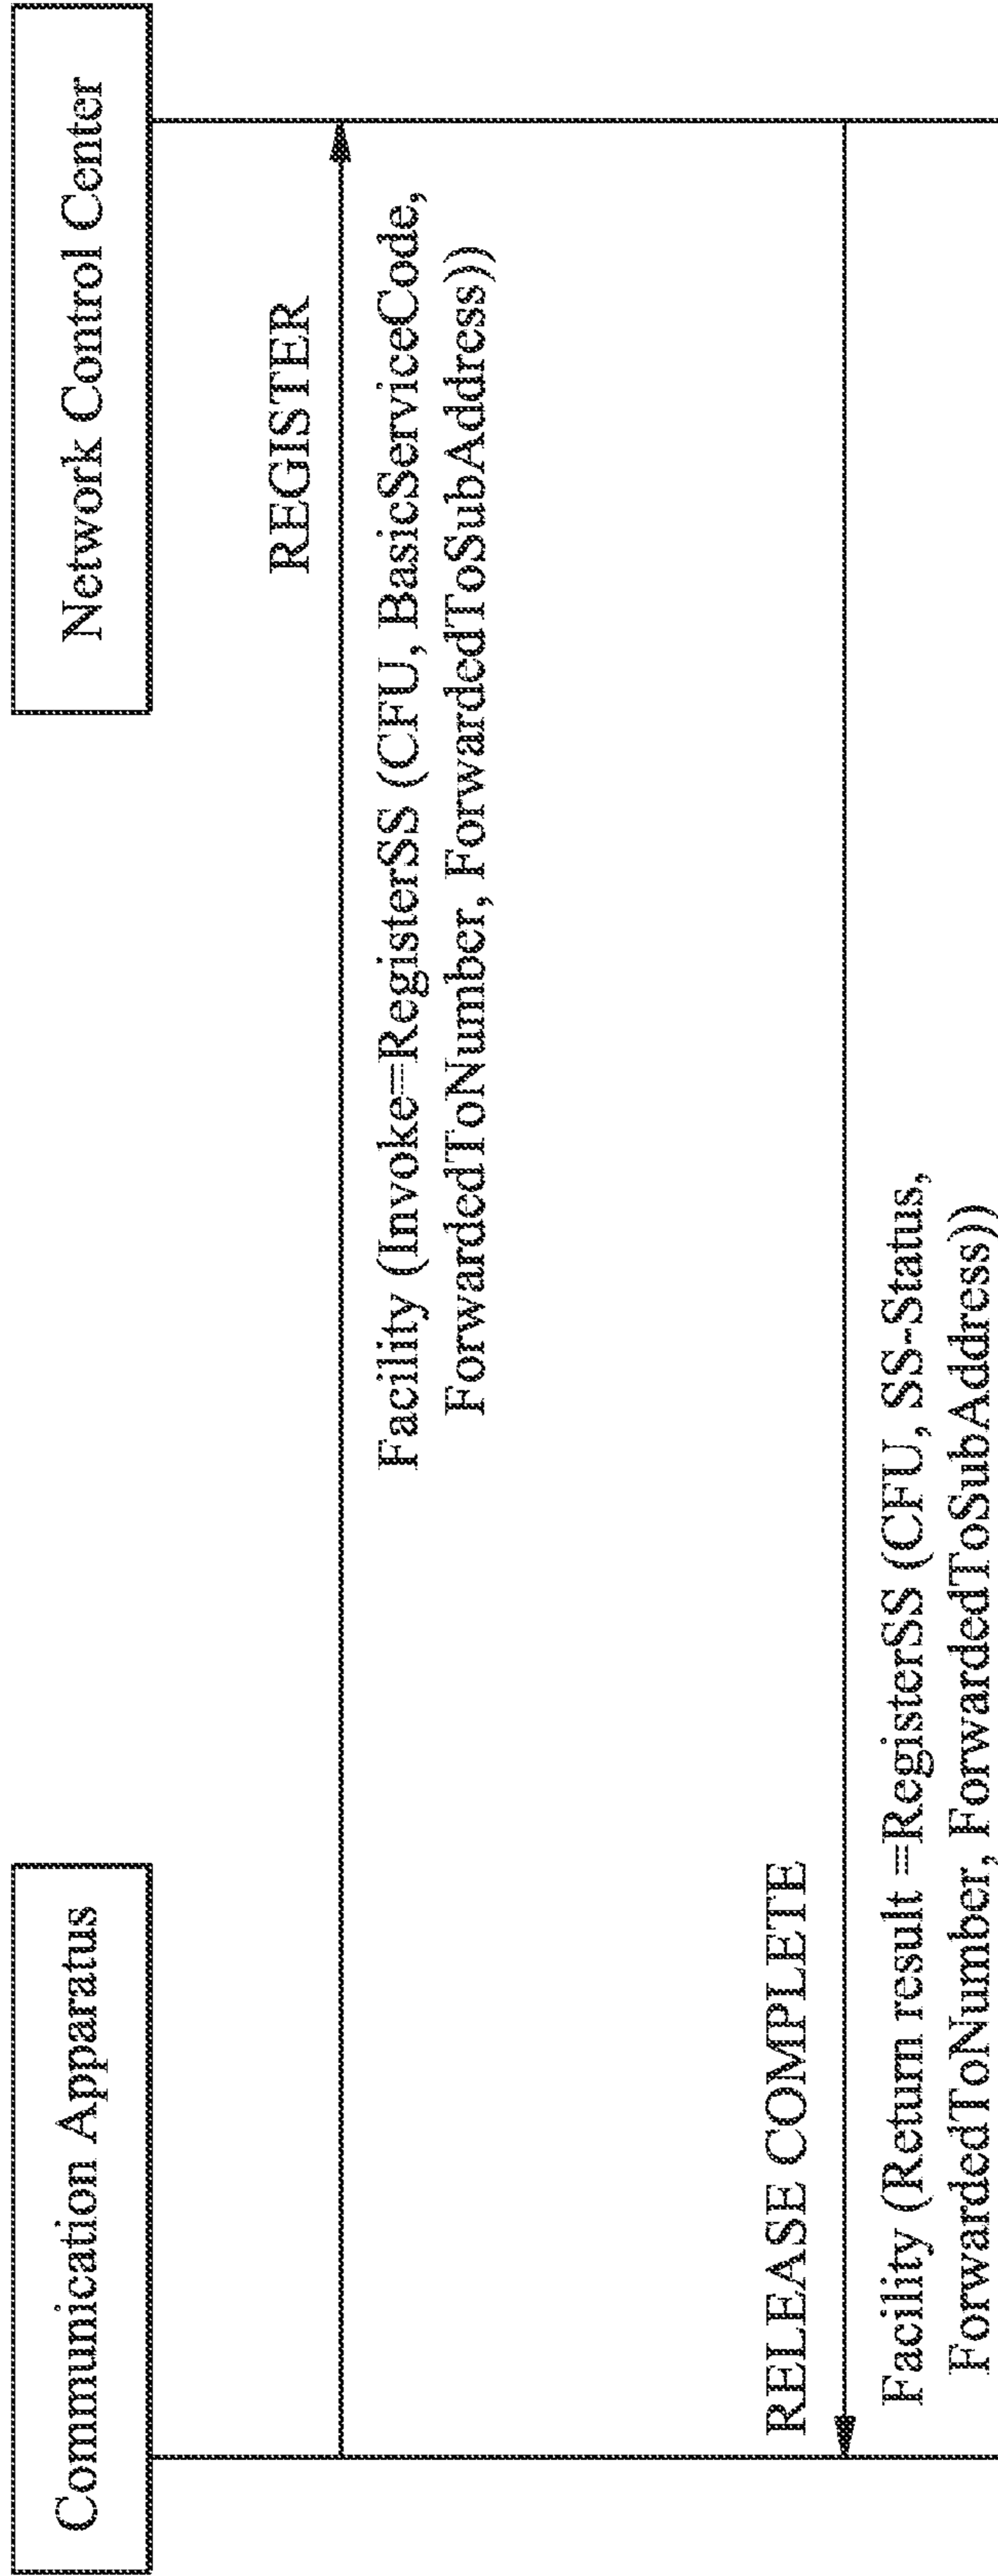 Communication Apparatus
Network Control Center
REGISTER
Facility (Invoke=RegisterSS (CFU, BasicServiceCode,
ForwardedToNumber, ForwardedToSubAddress))
RELEASE COMPLETE
Facility (Return result =RegisterSS (CFU, SS-Status,
ForwardedToNumber, ForwardedToSubAddress))